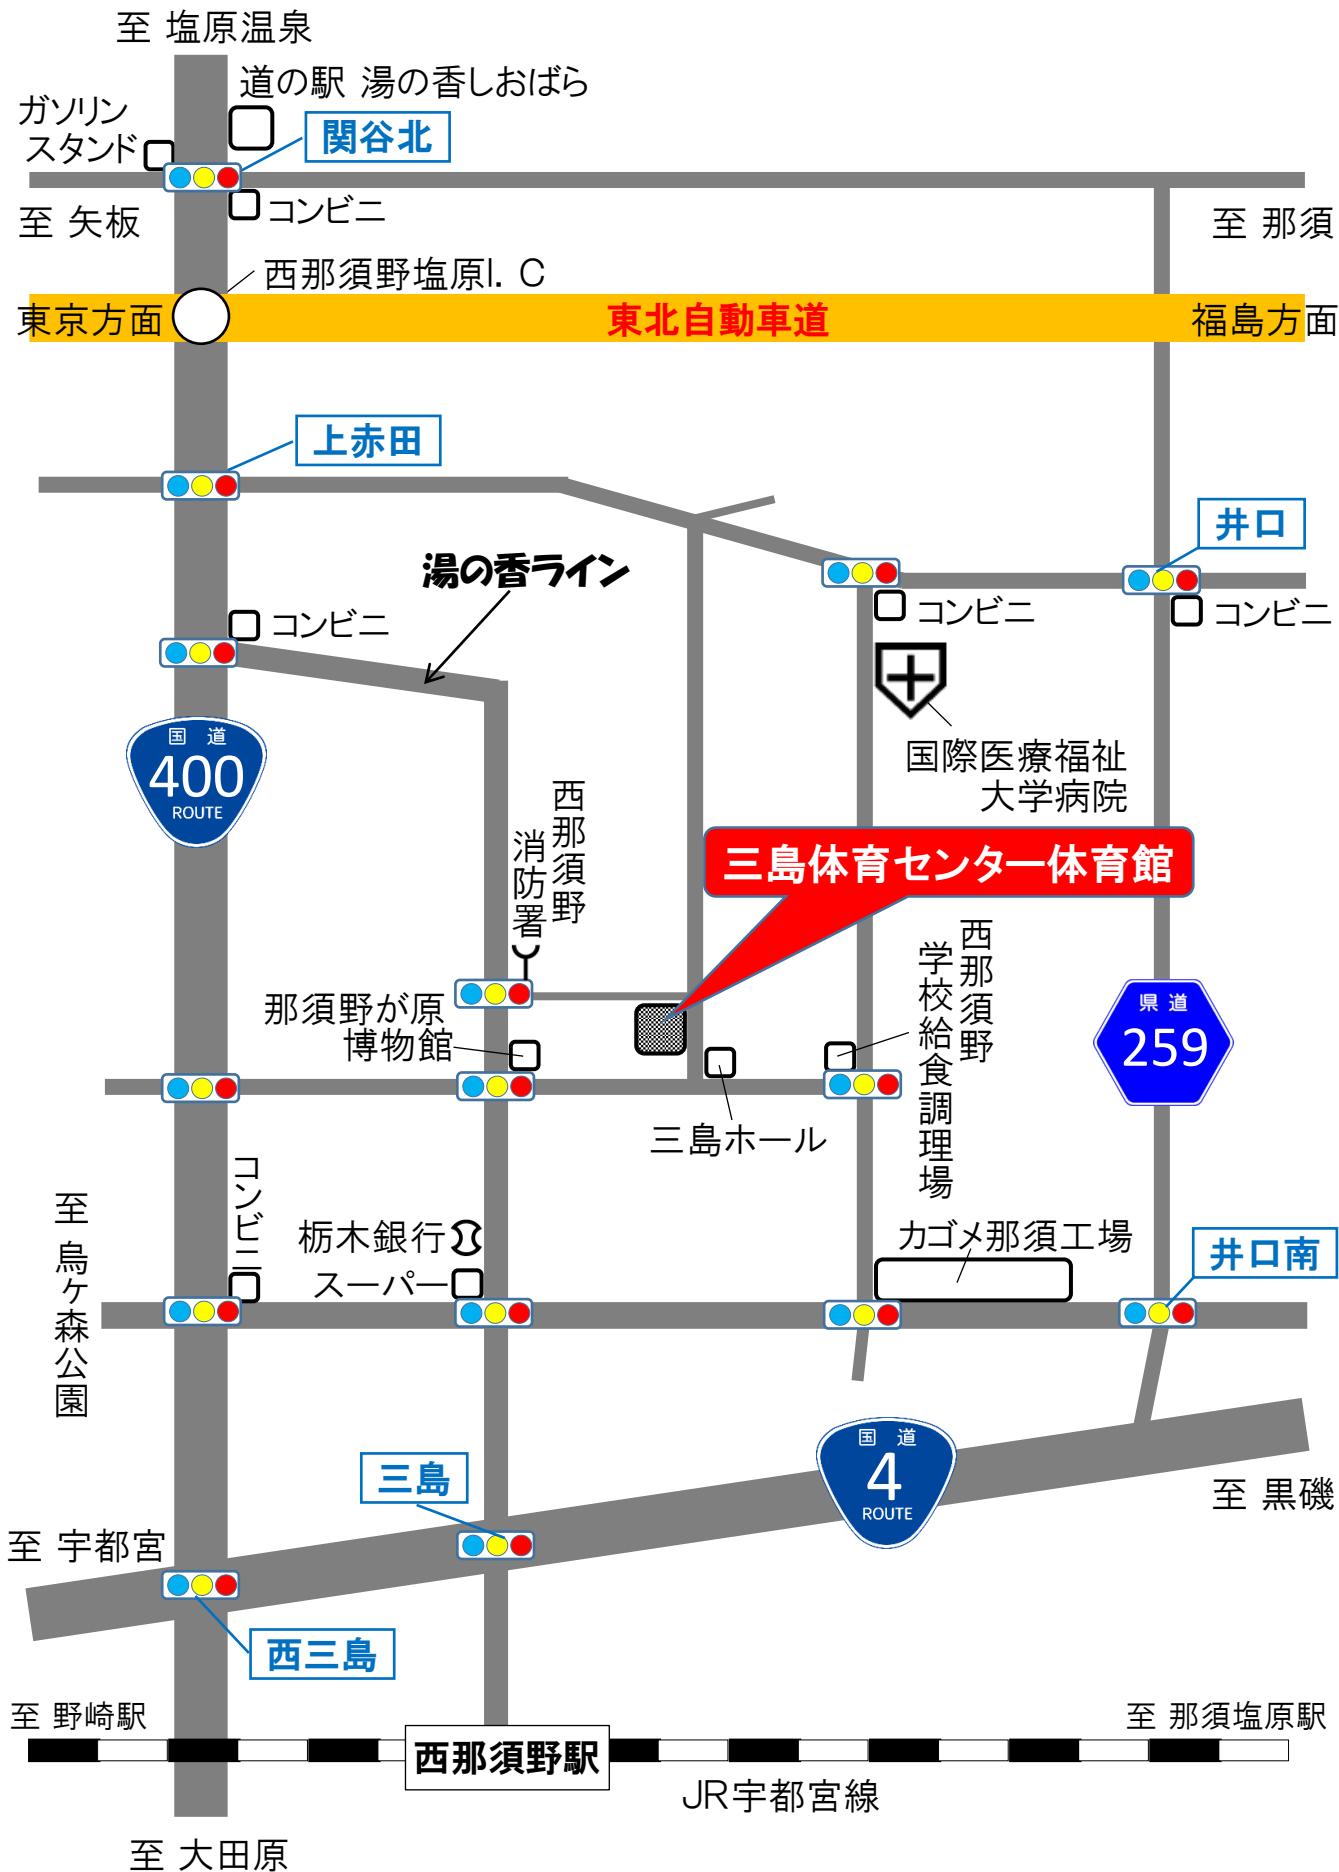 至 塩原温泉
道の駅 湯の香しおばら
ガソリン
スタンド
関谷北
コンビニ
至 矢板
至 那須
西那須野塩原I. C
東京方面
東北自動車道
福島方面
上赤田
井口
湯の香ライン
コンビニ
コンビニ
コンビニ
国 道
400
ROUTE
国際医療福祉
大学病院
西那須野
消防署
三島体育センター体育館
西那須野
学校給食調理場
那須野が原
博物館
県 道
259
三島ホール
コンビニ
至 烏ヶ森公園
栃木銀行
スーパー
カゴメ那須工場
井口南
国 道
4
ROUTE
三島
至 黒磯
至 宇都宮
西三島
至 野崎駅
至 那須塩原駅
西那須野駅
JR宇都宮線
至 大田原